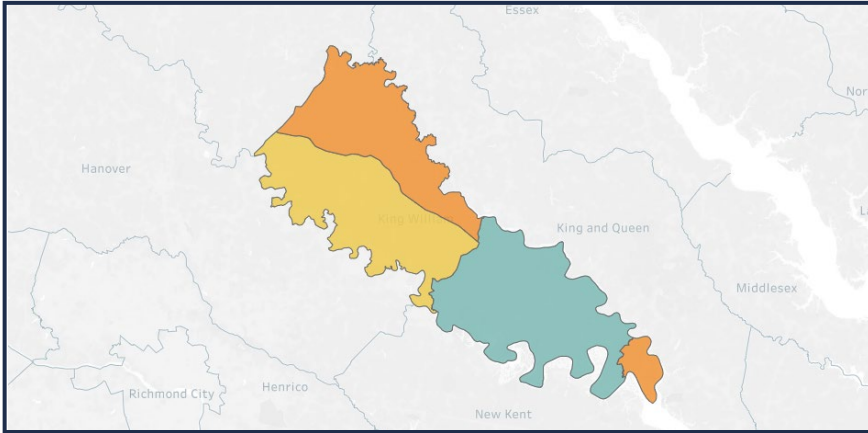 Essex
Hanover
King William
King and Queen
Middlesex
Henrico
Richmond City
New Kent